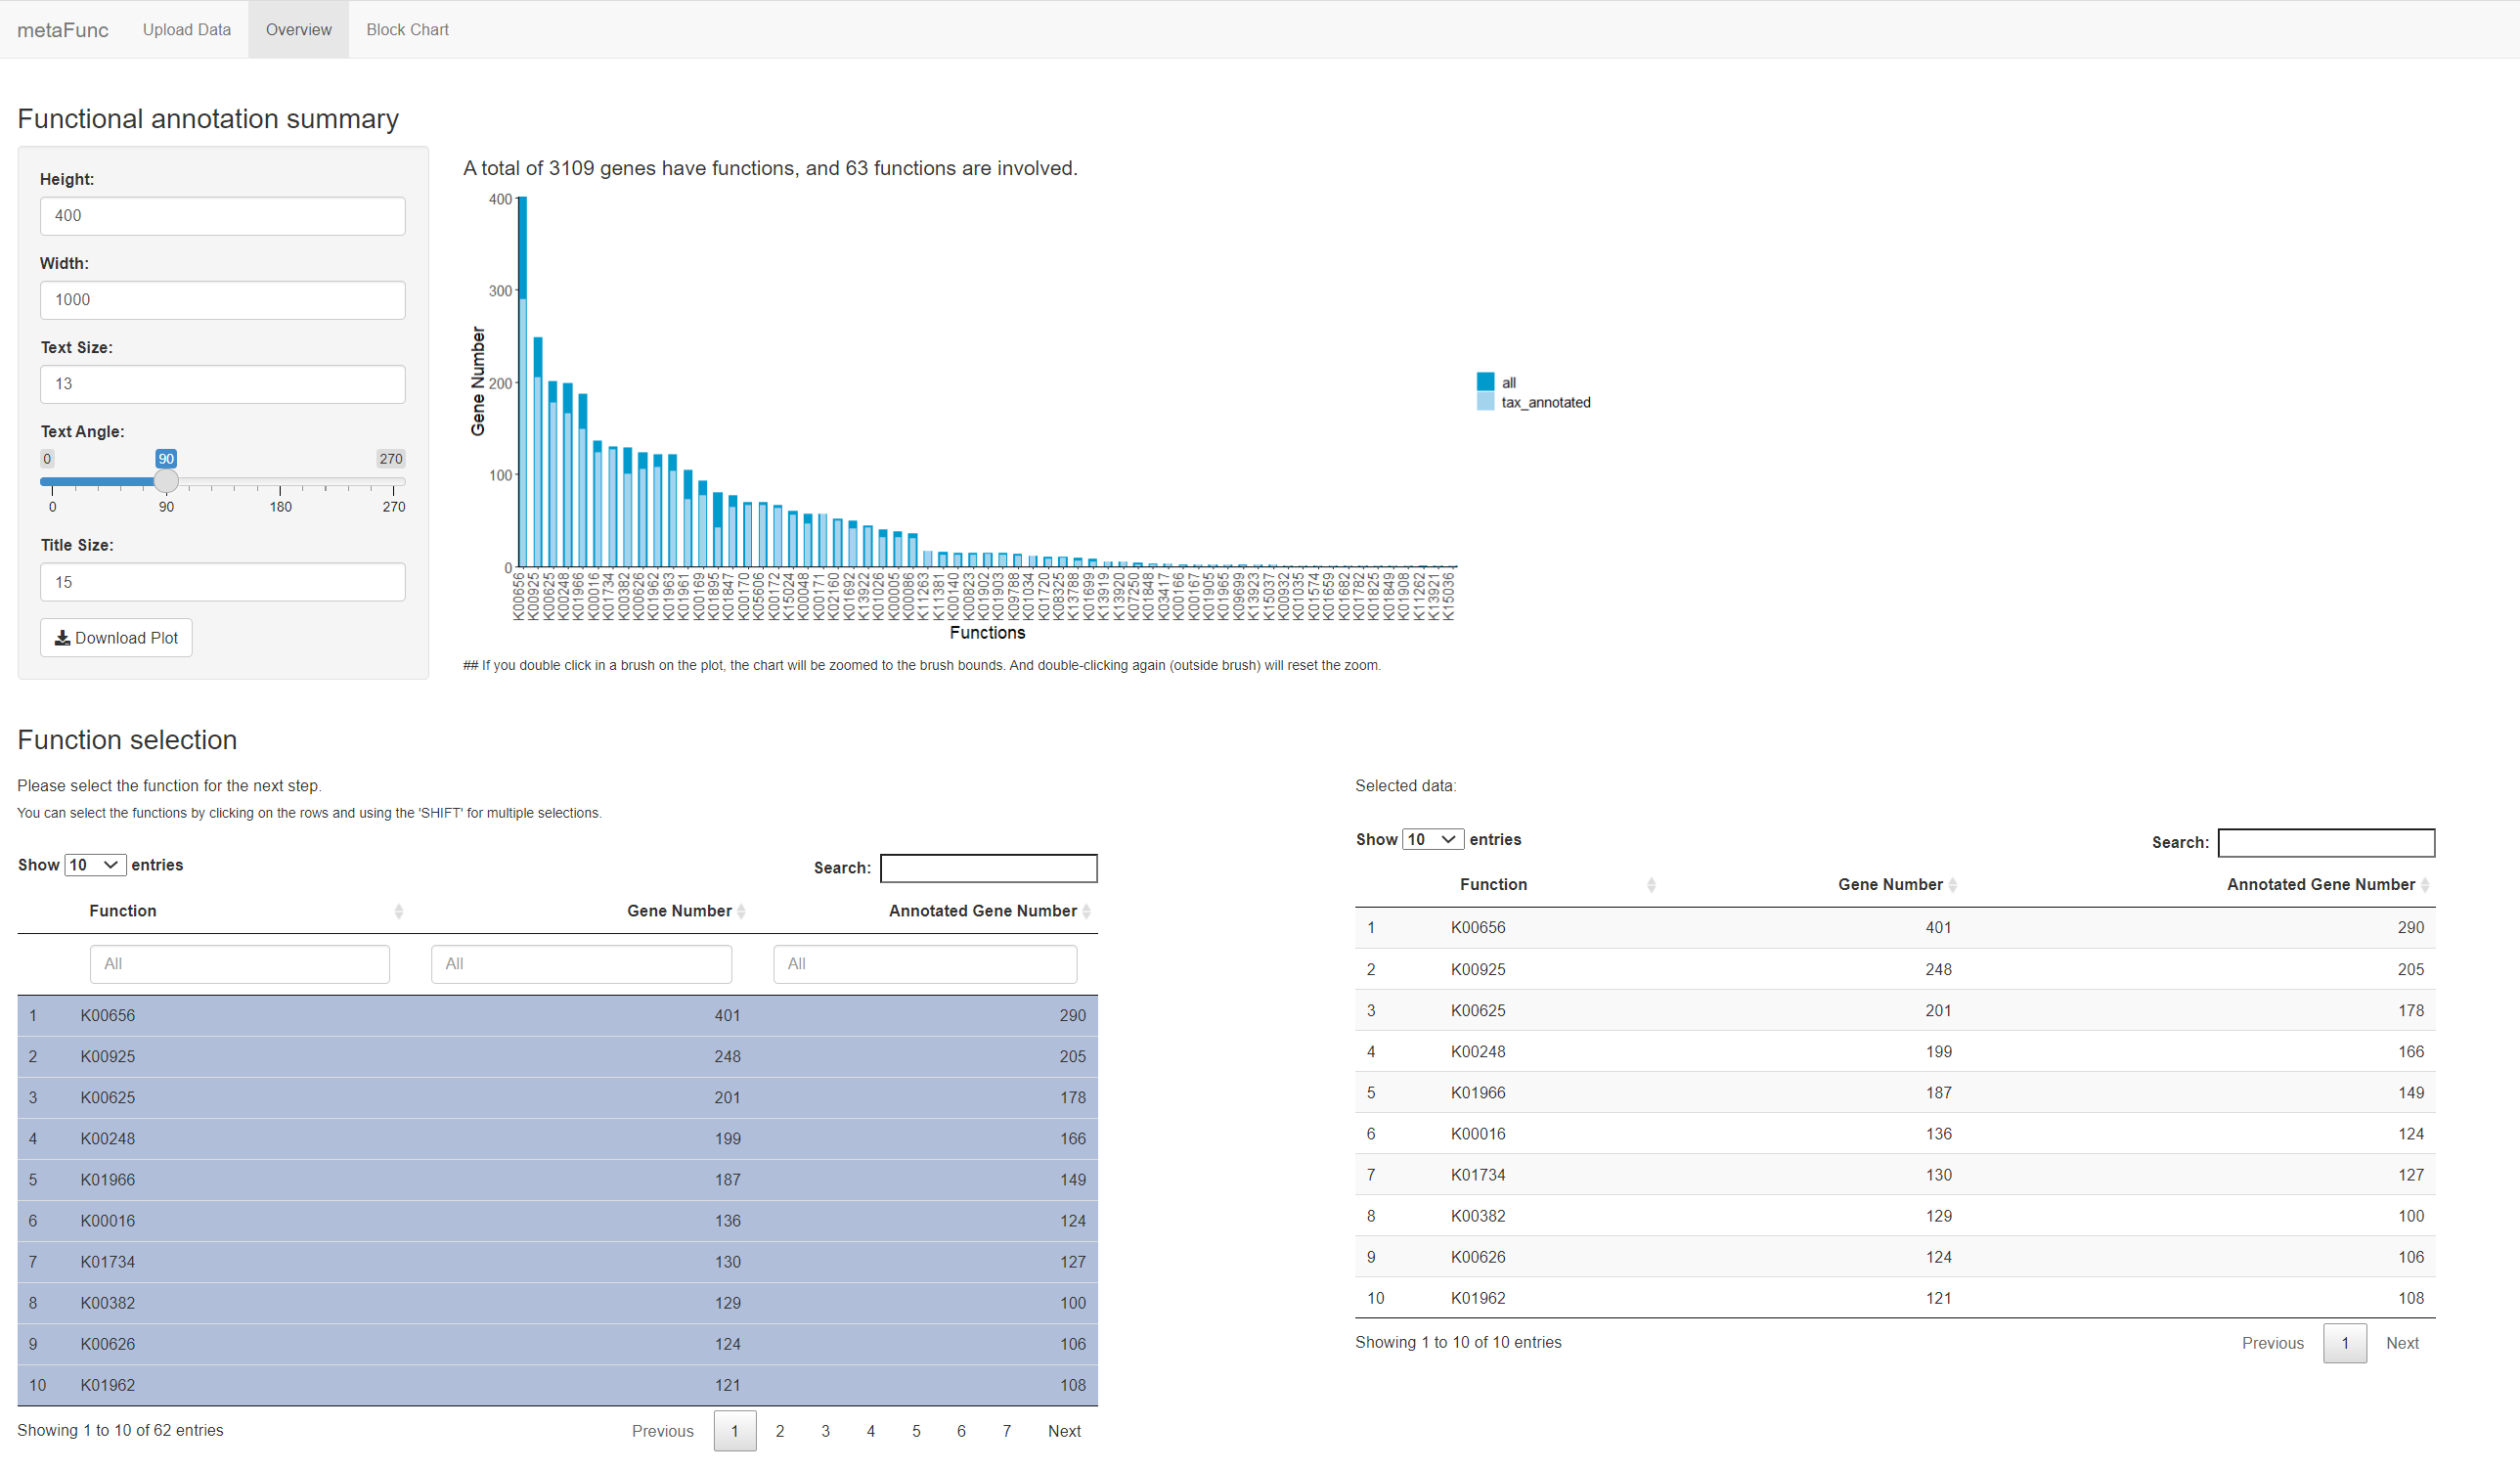 metaFunc Upload Data Overview Block Chart
Functional annotation summary
Height:
400
Width:
1000
Text Size:
13
Text Angle:
0 90 270
0 90 180 270
Title Size:
15
Download Plot
A total of 3109 genes have functions, and 63 functions are involved.
400
300
200
100
0
Gene Number
K00656 K00925 K00625 K00248 K01966 K00016 K01734 K00382 K00626 K01962 K01963 K01961 K00169 K01895 K01847 K00170 K05606 K00172 K15024 K00048 K00171 K02160 K01692 K13922 K01026 K00005 K00086 K11263 K11381 K00140 K00823 K01902 K01903 K09788 K01034 K01720 K08325 K13788 K01699 K13919 K13920 K07250 K01848 K03417 K00166 K00167 K01905 K01965 K09699 K13923 K15037 K00932 K01035 K01574 K01659 K01682 K01782 K01825 K01849 K01908 K11262 K13921 K15036
Functions
all
tax_annotated
## If you double click in a brush on the plot, the chart will be zoomed to the brush bounds. And double-clicking again (outside brush) will reset the zoom.
Function selection
Please select the function for the next step.
You can select the functions by clicking on the rows and using the 'SHIFT' for multiple selections.
Show 10 entries Search:
Function Gene Number Annotated Gene Number
All All All
1 K00656 401 290
2 K00925 248 205
3 K00625 201 178
4 K00248 199 166
5 K01966 187 149
6 K00016 136 124
7 K01734 130 127
8 K00382 129 100
9 K00626 124 106
10 K01962 121 108
Showing 1 to 10 of 62 entries Previous 1 2 3 4 5 6 7 Next
Selected data:
Show 10 entries Search:
Function Gene Number Annotated Gene Number
1 K00656 401 290
2 K00925 248 205
3 K00625 201 178
4 K00248 199 166
5 K01966 187 149
6 K00016 136 124
7 K01734 130 127
8 K00382 129 100
9 K00626 124 106
10 K01962 121 108
Showing 1 to 10 of 10 entries Previous 1 Next